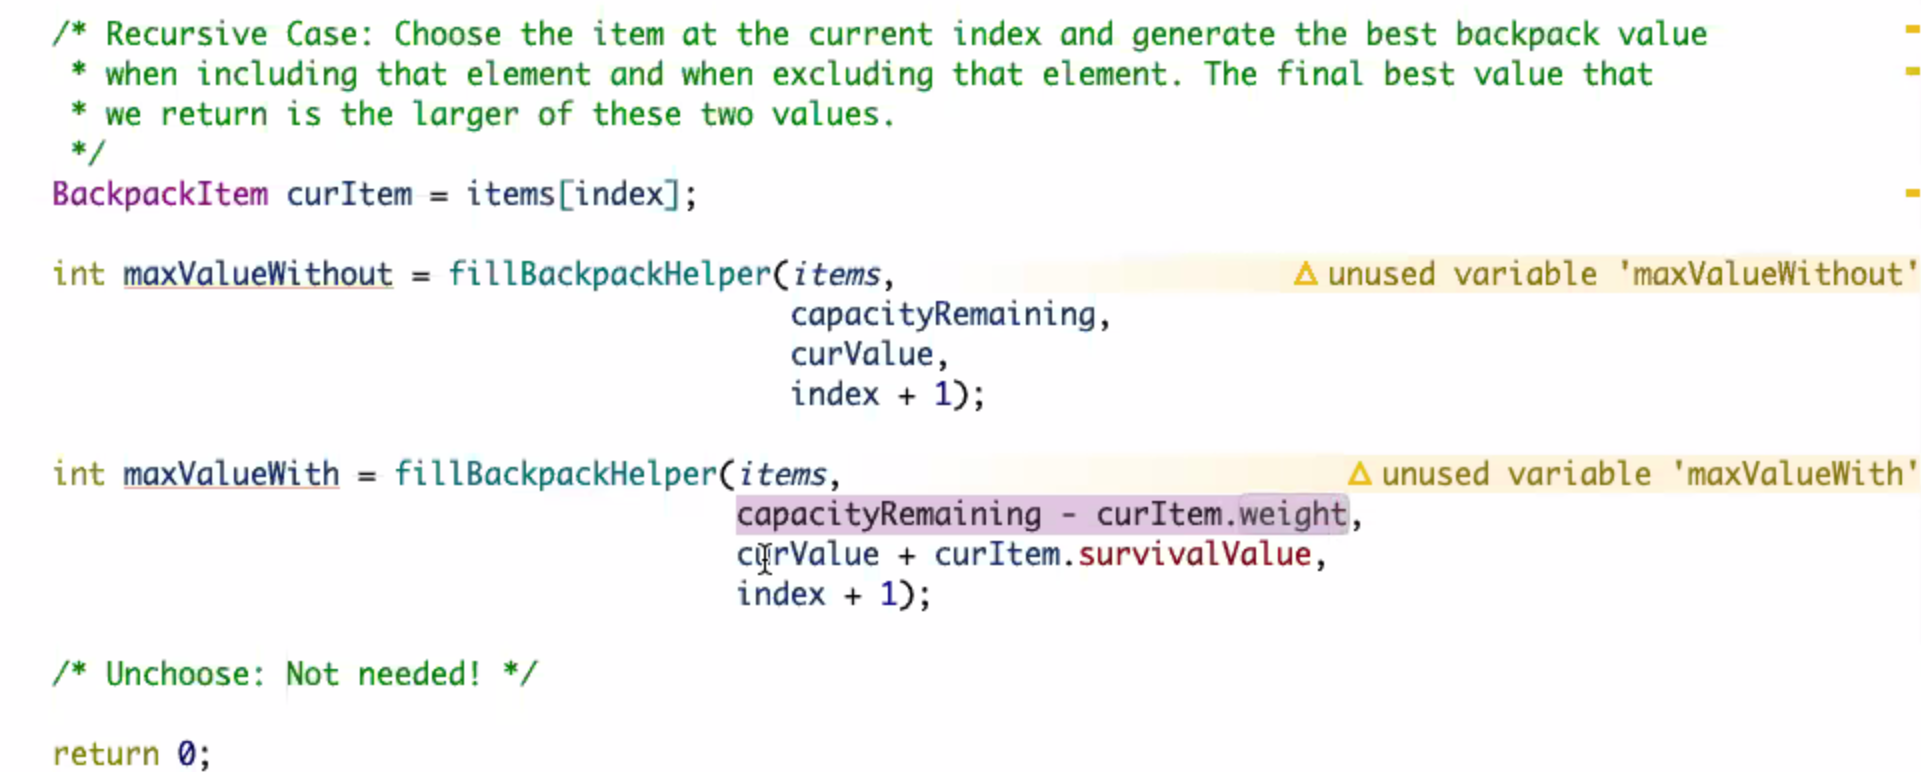 /* Recursive Case: Choose the item at the current index and generate the best backpack value
* when including that element and when excluding that element. The final best value that
* we return is the larger of these two values.
*/
BackpackItem curItem = items[index];
int maxValueWithout = fillBackpackHelper(items, unused variable 'maxValueWithout'
capacityRemaining,
curValue,
index + 1);
int maxValueWith = fillBackpackHelper(items, unused variable 'maxValueWith'
capacityRemaining - curItem.weight,
curValue + curItem.survivalValue,
index + 1);
/* Unchoose: Not needed! */
return 0;